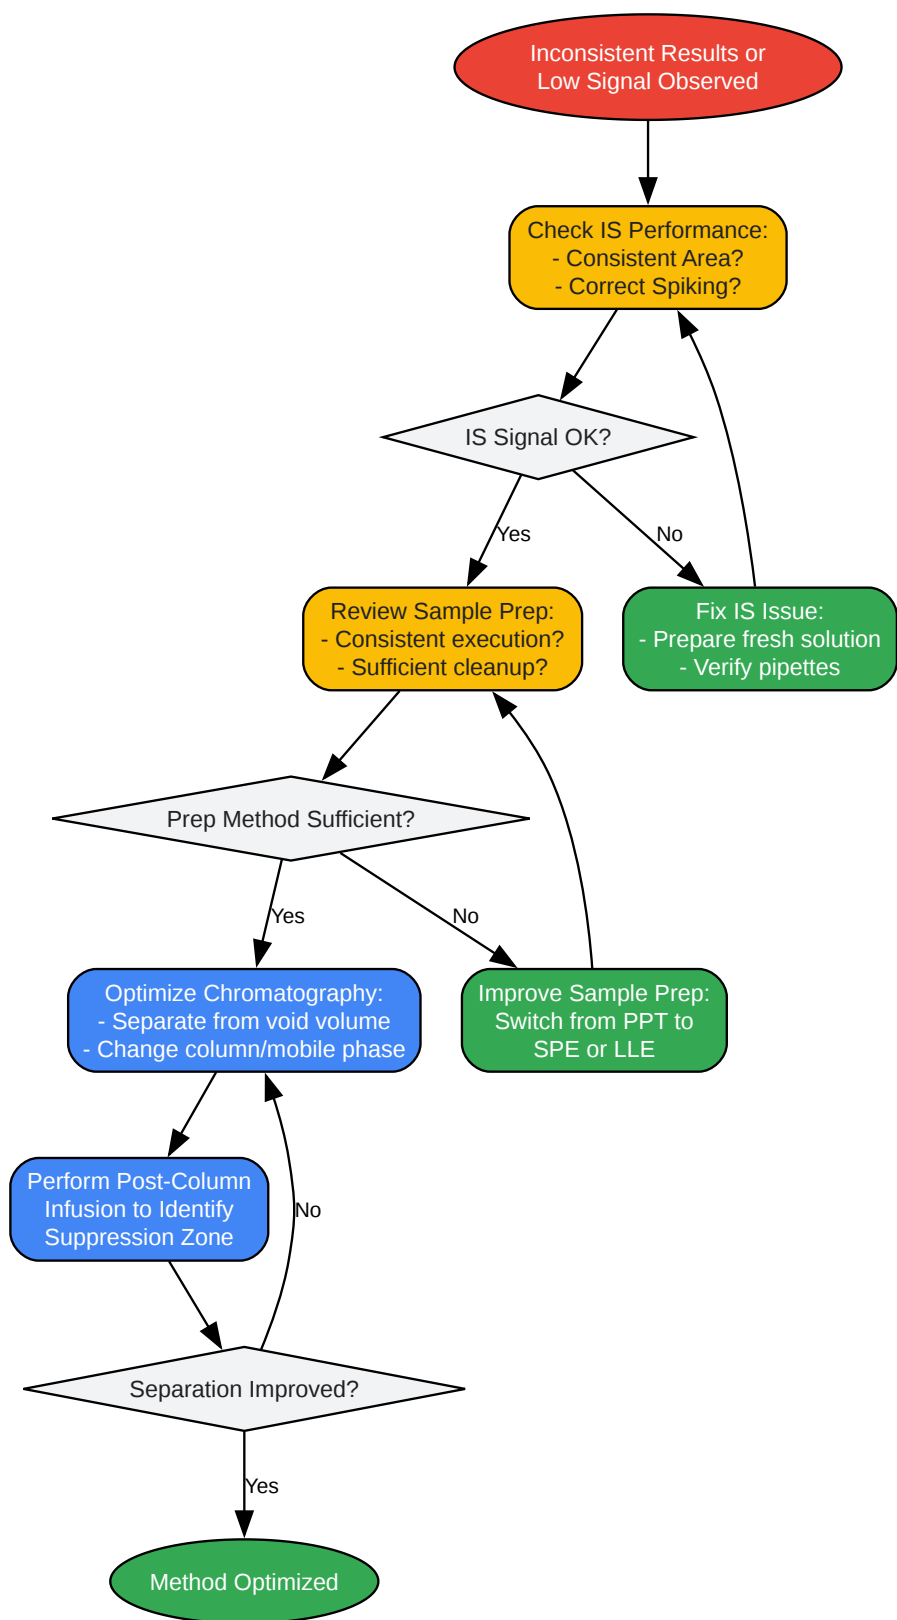 Inconsistent Results or
Low Signal Observed
Check IS Performance:
- Consistent Area?
- Correct Spiking?
IS Signal OK?
Yes
No
Review Sample Prep:
- Consistent execution?
- Sufficient cleanup?
Fix IS Issue:
- Prepare fresh solution
- Verify pipettes
Prep Method Sufficient?
Yes
No
Optimize Chromatography:
- Separate from void volume
- Change column/mobile phase
Improve Sample Prep:
Switch from PPT to
SPE or LLE
Perform Post-Column
Infusion to Identify
Suppression Zone
No
Separation Improved?
Yes
Method Optimized